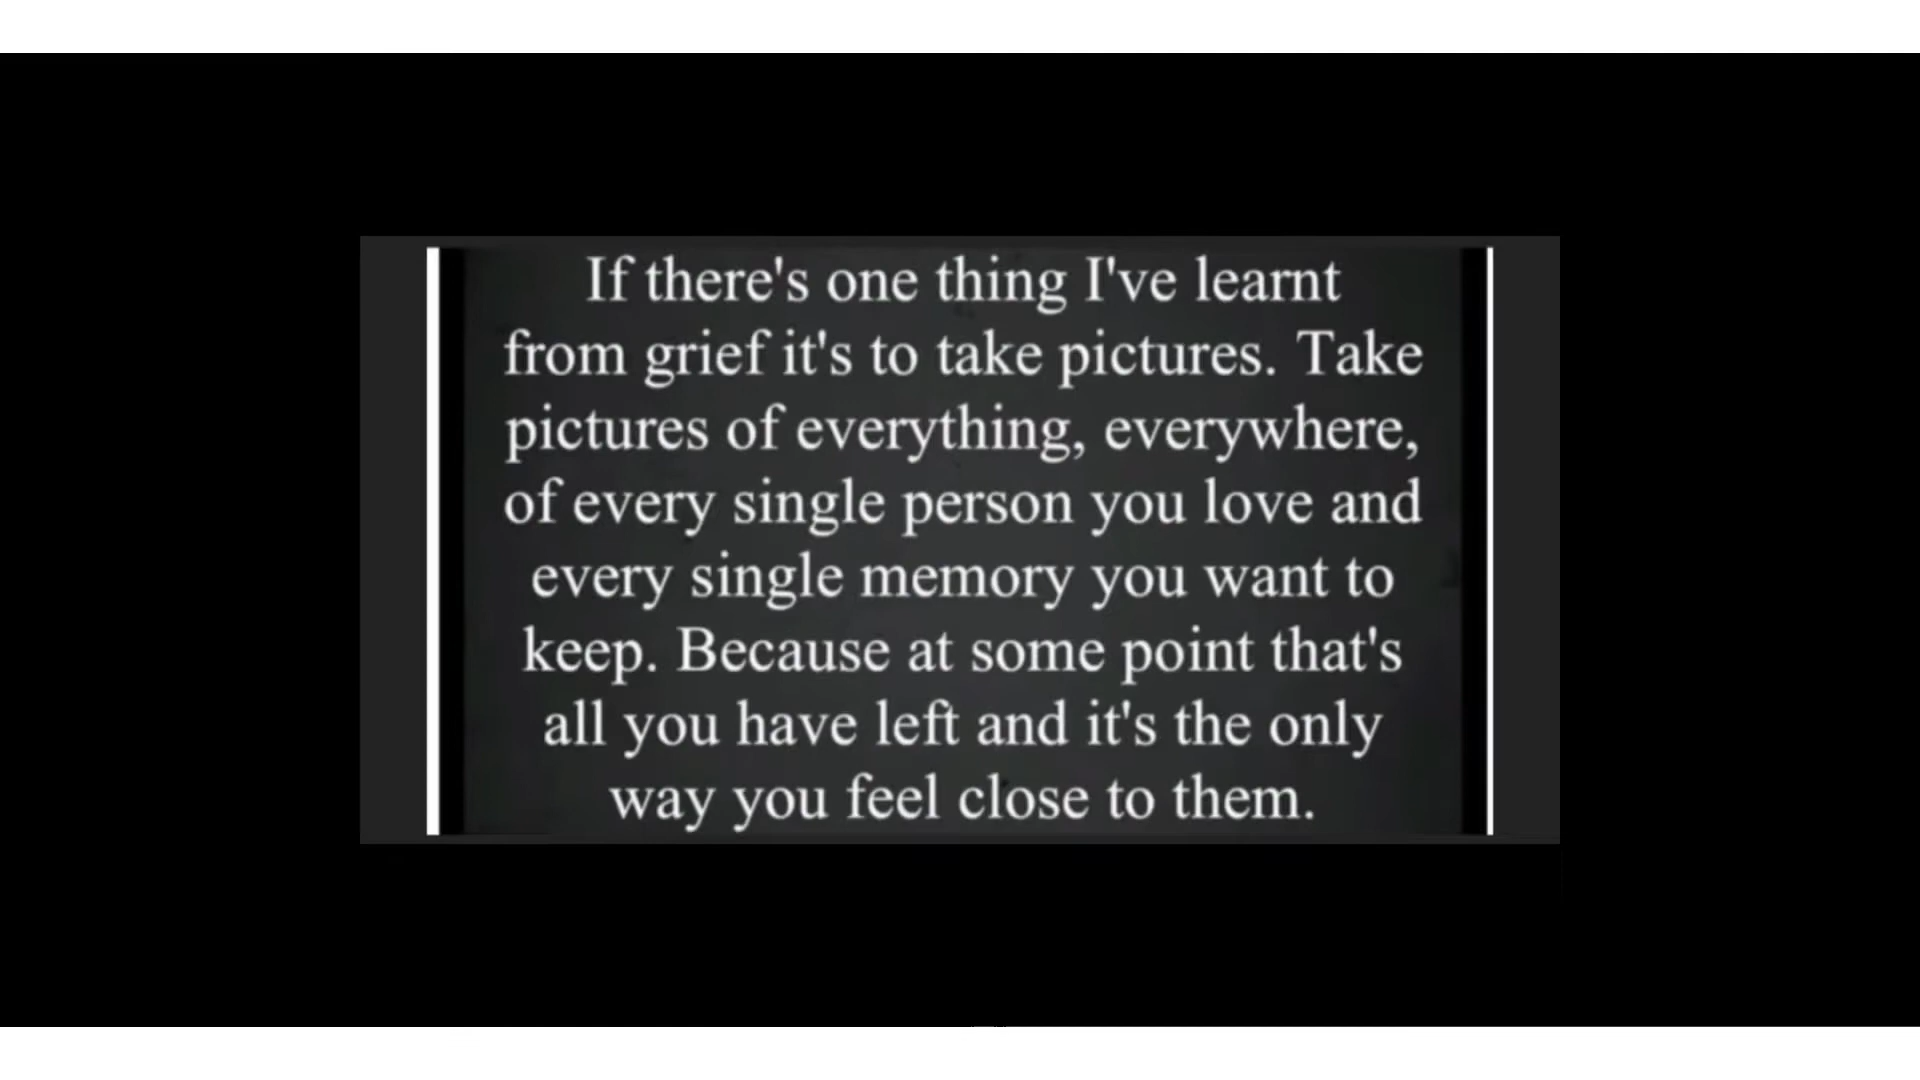 If there's one thing I've learnt
from grief it's to take pictures. Take
pictures of everything, everywhere,
of every single person you love and
every single memory you want to
keep. Because at some point that's
all you have left and it's the only
way you feel close to them.